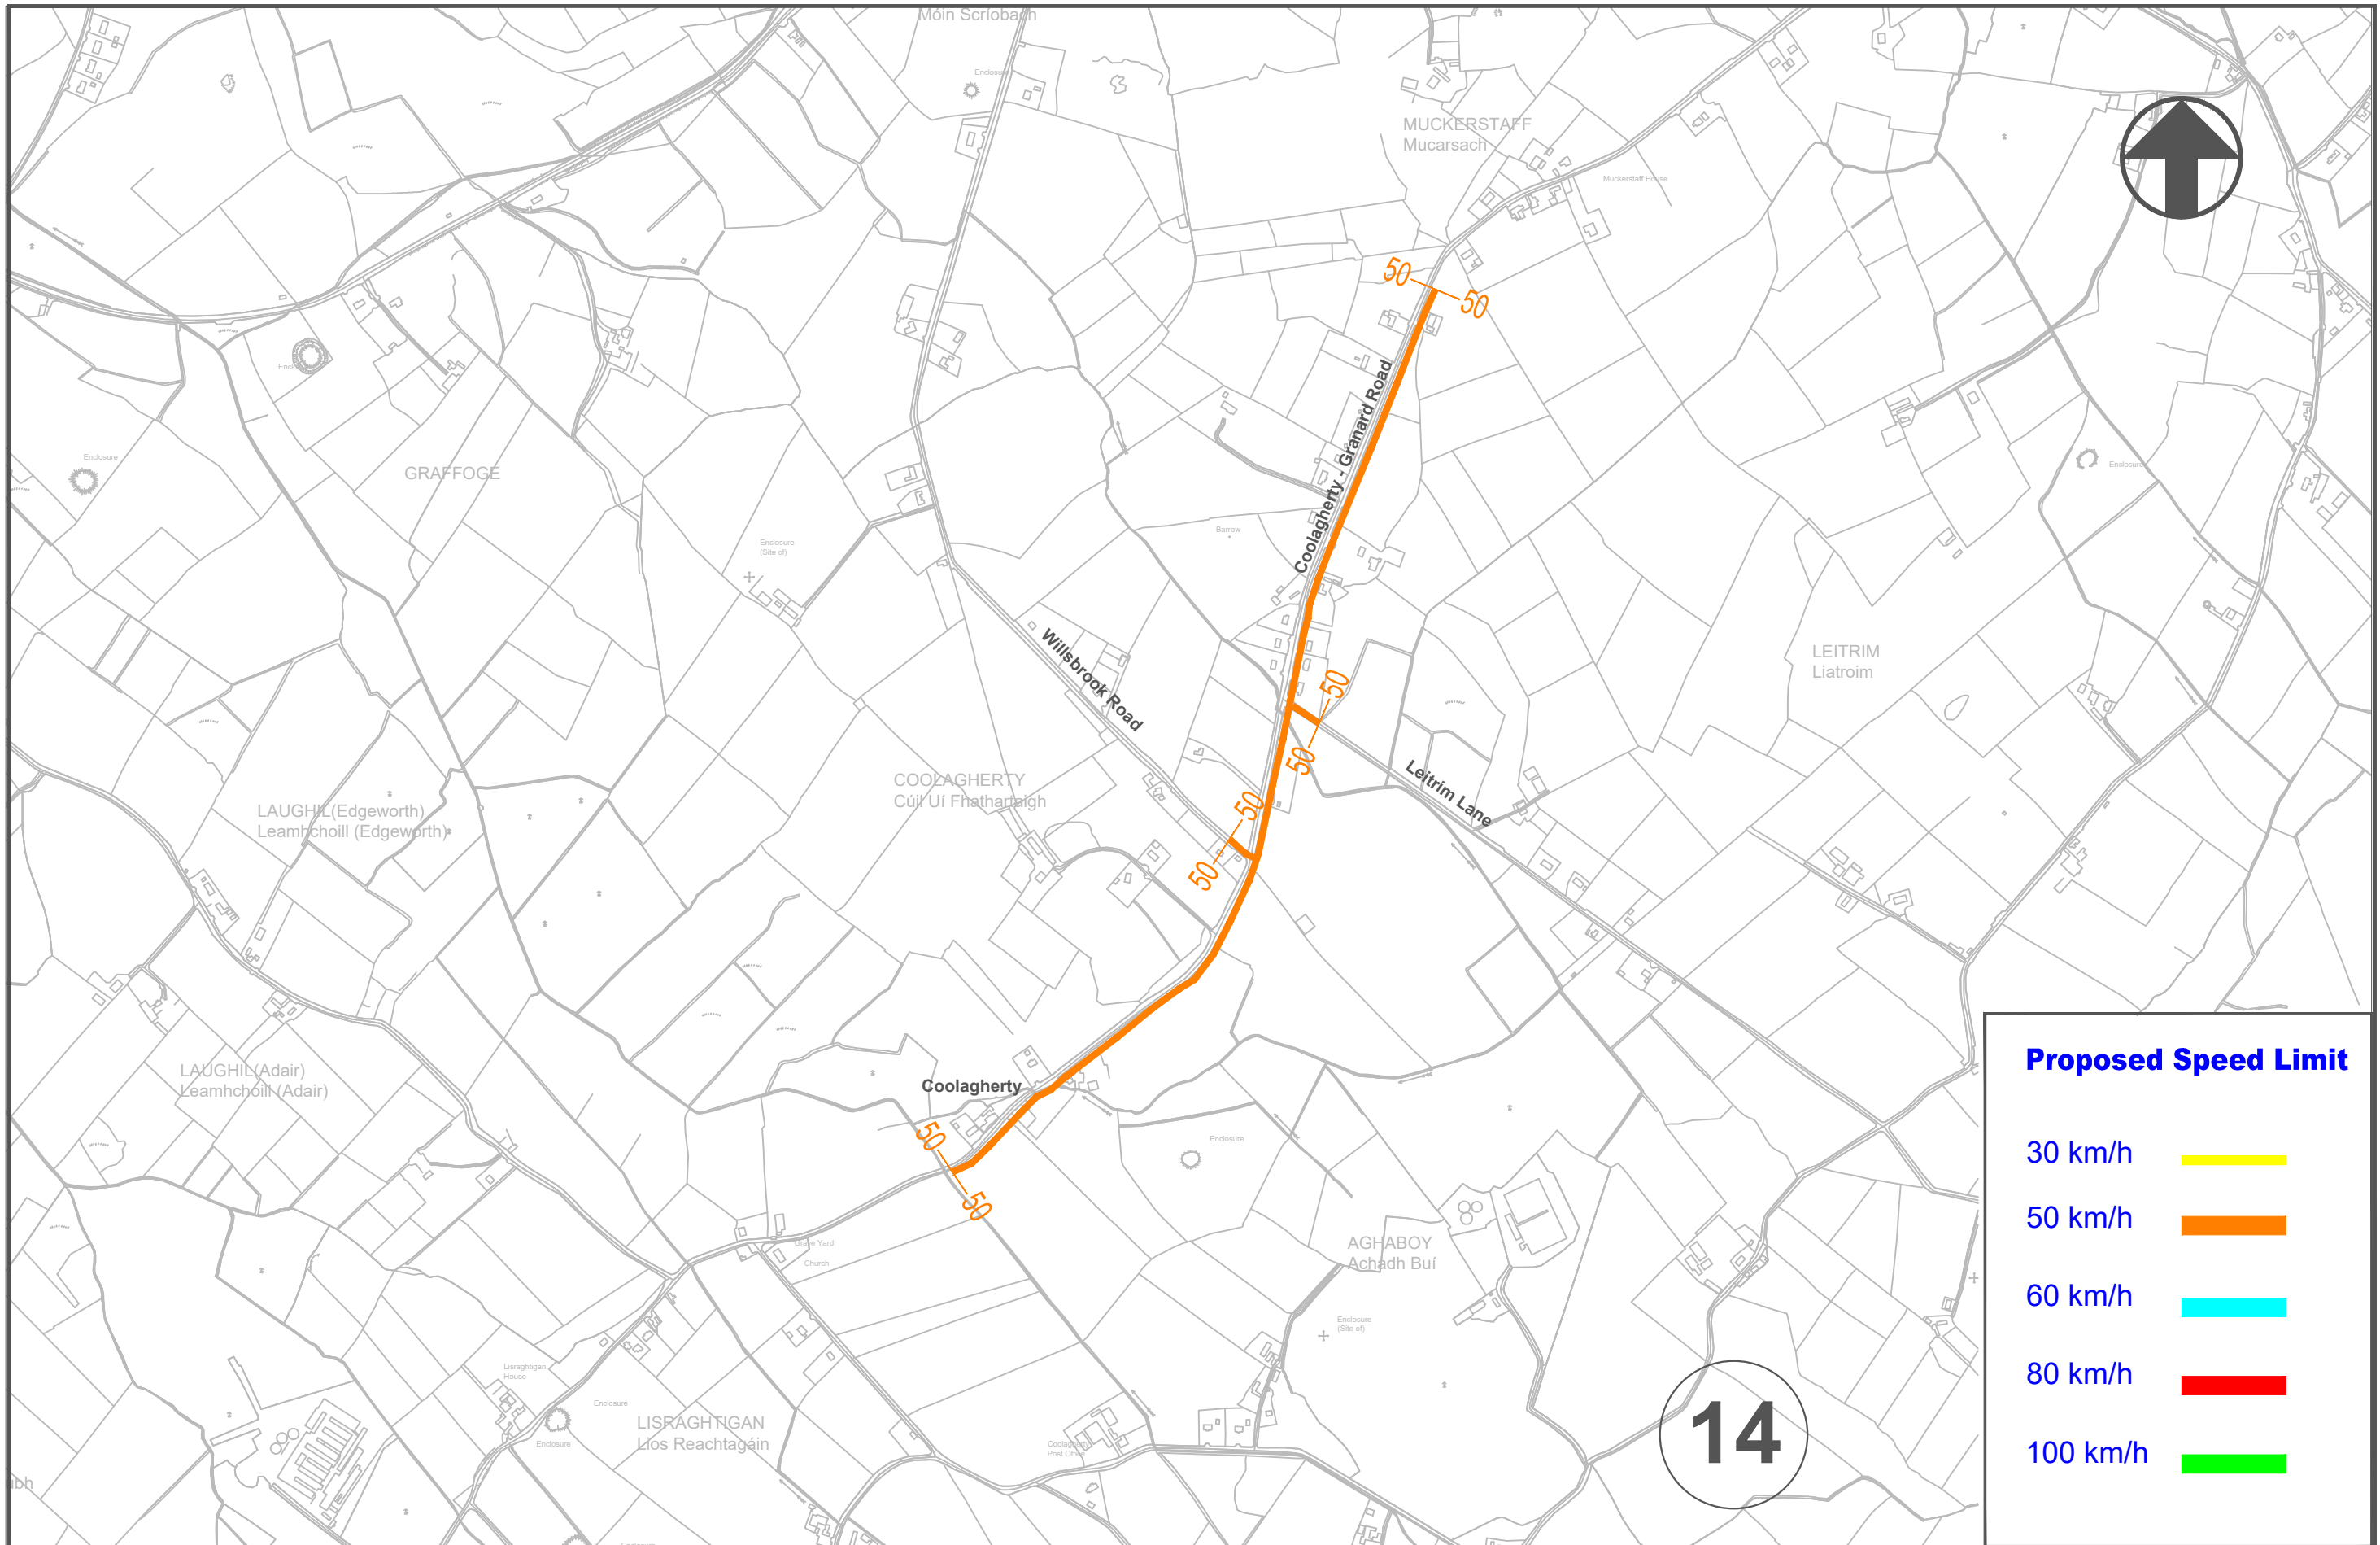 Móin Scríobach
Enclosure
MUCKERSTAFF
Mucarsach
Muckerstaff House
50
50
Enclosure
GRAFFOGE
Enclosure
Enclosure
(Site of)
Barrow
Coolagherty - Granard Road
Enclosure
Willsbrook Road
LEITRIM
Liatroim
50
50
Leitrim Lane
COOLAGHERTY
Cúil Uí Fhathartaigh
LAUGHIL(Edgeworth)
Leamhchoill (Edgeworth)
50
50
LAUGHIL(Adair)
Leamhchoill (Adair)
Coolagherty
50
50
Enclosure
Grave Yard
Church
AGHABOY
Achadh Buí
Enclosure
(Site of)
Lisraghtigan
House
Enclosure
Enclosure
LISRAGHTIGAN
Lios Reachtagáin
Coolagherty
Post Office
Enclosure
14
Proposed Speed Limit
30 km/h
50 km/h
60 km/h
80 km/h
100 km/h